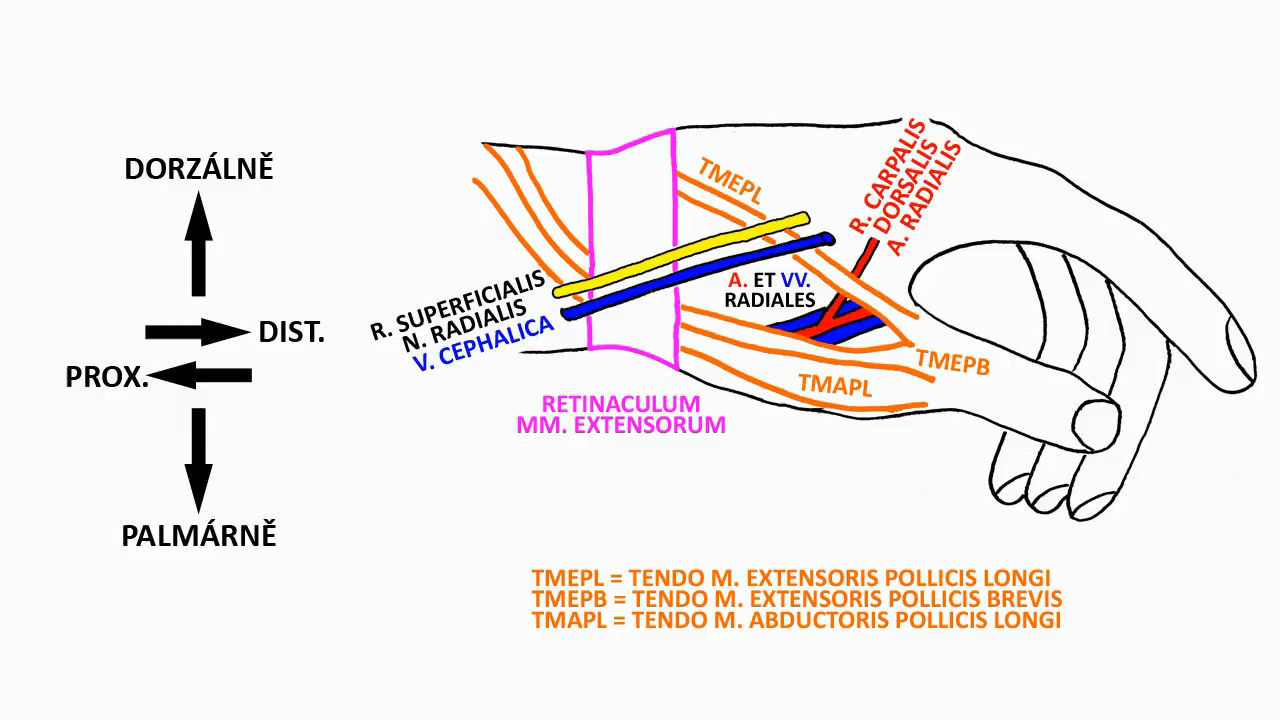 DORZÁLNĚ
DIST.
PROX.
PALMÁRNĚ
R. SUPERFICIALIS
N. RADIALIS
V. CEPHALICA
RETINACULUM
MM. EXTENSORUM
TMEPL
A. ET VV.
RADIALES
R. CARPALIS
DORSALIS
A. RADIALIS
TMEPB
TMAPL
TMEPL = TENDO M. EXTENSORIS POLLICIS LONGI
TMEPB = TENDO M. EXTENSORIS POLLICIS BREVIS
TMAPL = TENDO M. ABDUCTORIS POLLICIS LONGI